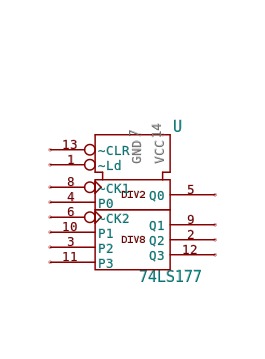 U
GND 7
VCC 14
13 ~CLR
1 ~Ld
8 ~CK1
DIV2 Q0 5
4 P0
6 ~CK2
10 P1 Q1 9
3 P2 DIV8 Q2 2
11 P3 Q3 12
74LS177